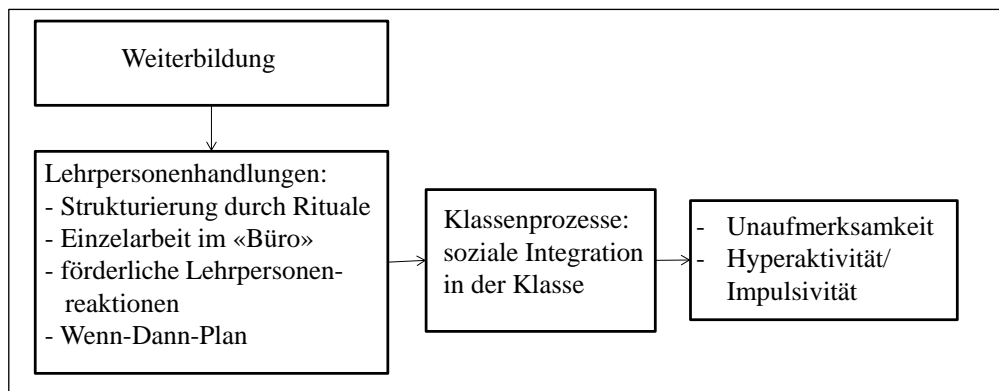 Weiterbildung
Lehrpersonenhandlungen:
- Strukturierung durch Rituale
- Einzelarbeit im «Büro»
- förderliche Lehrpersonen-
reaktionen
- Wenn-Dann-Plan
Klassenprozesse:
soziale Integration
in der Klasse
- Unaufmerksamkeit
- Hyperaktivität/
Impulsivität